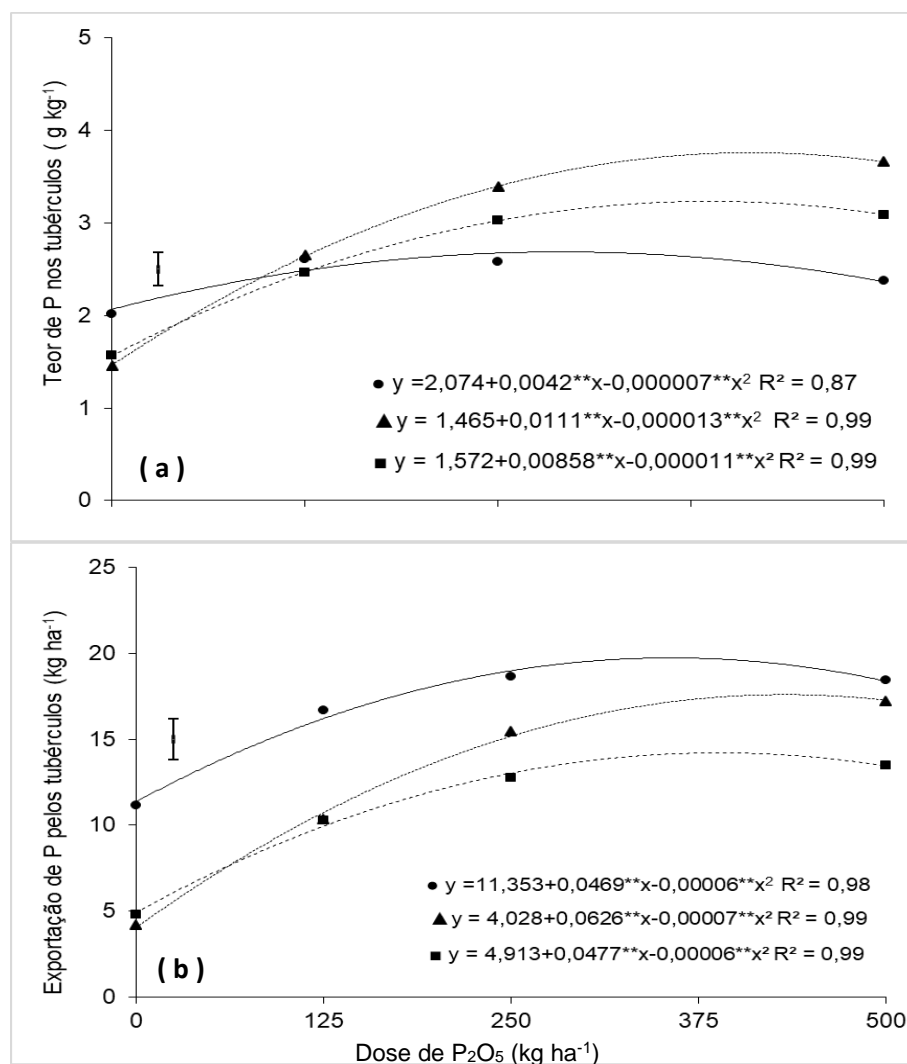 Teor de P nos tubérculos ( g kg-1)
5
4
3
2
1
0
● y =2,074+0,0042**x-0,000007**x² R² = 0,87
▲ y = 1,465+0,0111**x-0,000013**x² R² = 0,99
■ y = 1,572+0,00858**x-0,000011**x² R² = 0,99
( a )
Exportação de P pelos tubérculos (kg ha-1)
25
20
15
10
5
0
● y =11,353+0,0469**x-0,00006**x² R² = 0,98
▲ y = 4,028+0,0626**x-0,00007**x² R² = 0,99
■ y = 4,913+0,0477**x-0,00006**x² R² = 0,99
( b )
0 125 250 375 500
Dose de P₂O₅ (kg ha-1)